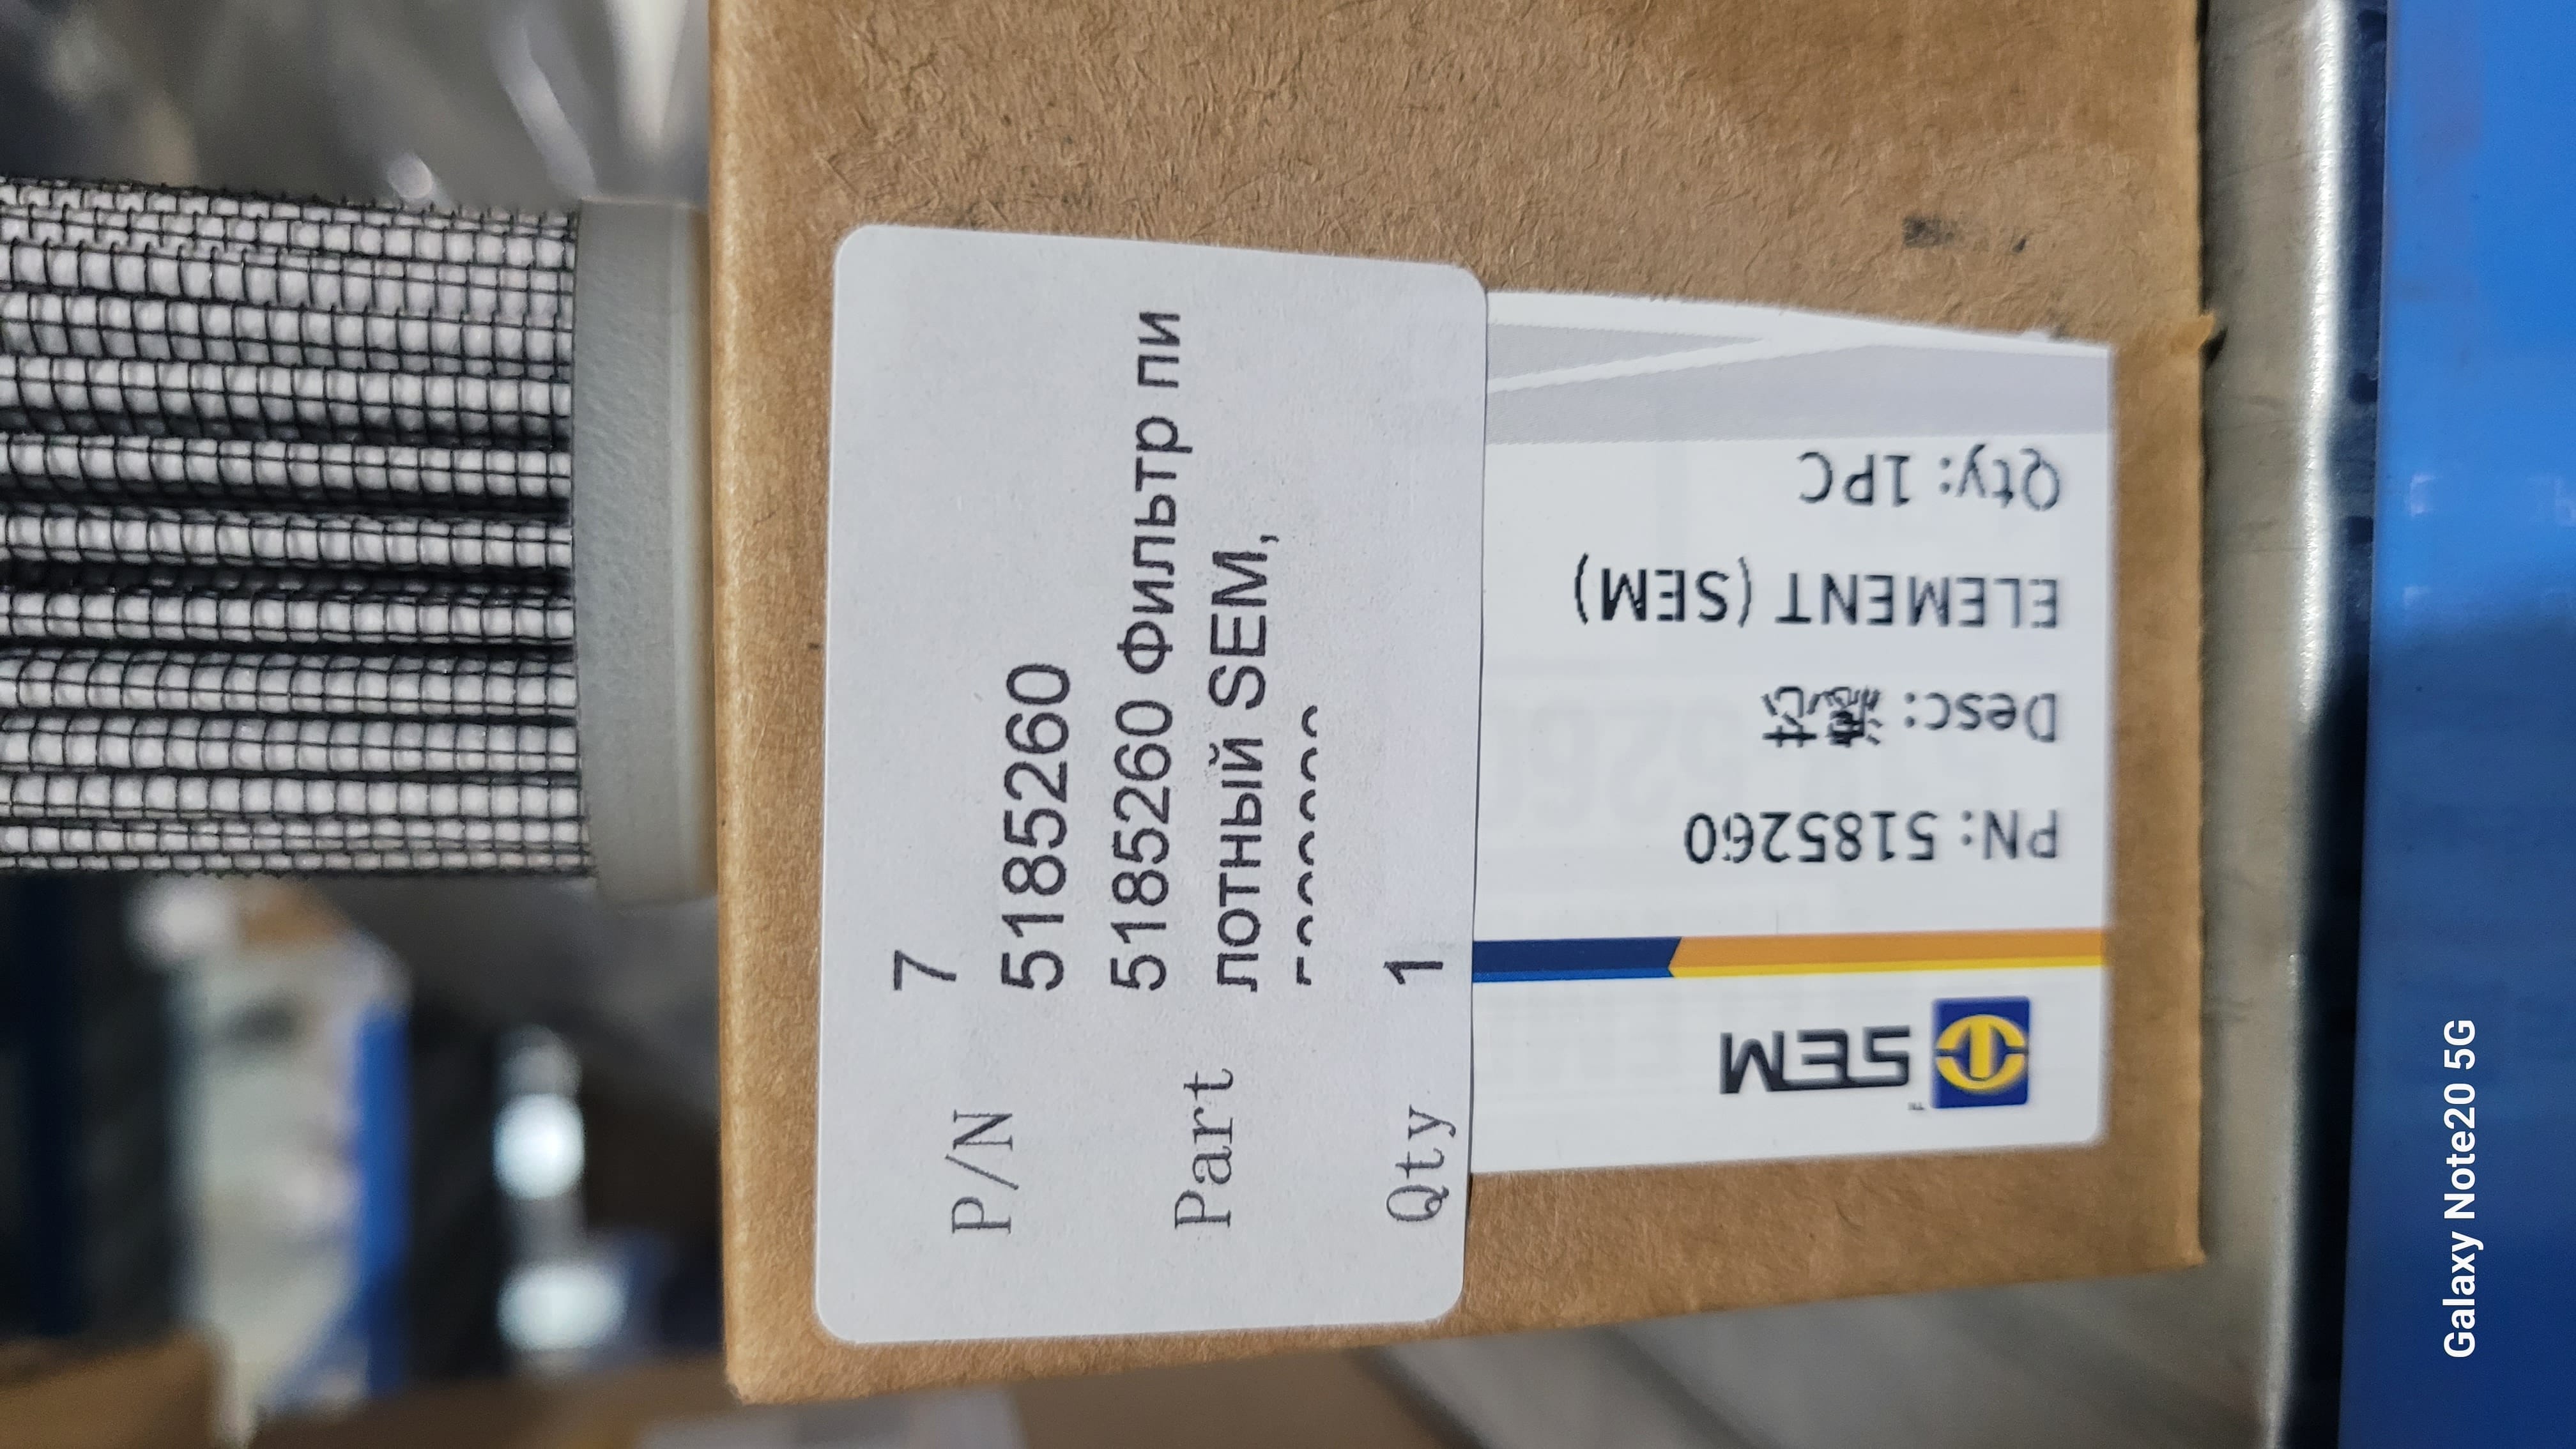 7
P/N 5185260
Part 5185260 Фильтр пи
лотный SEM,
Qty 1
SEM
PN: 5185260
Desc: 滤芯
ELEMENT (SEM)
Qty: 1PC
Galaxy Note20 5G